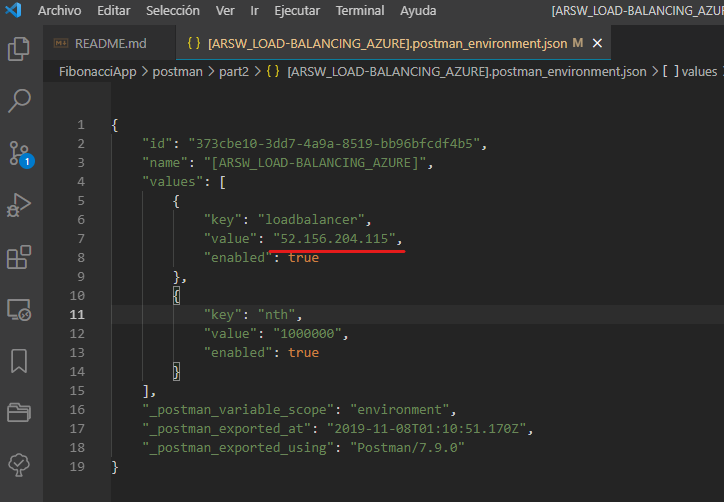 Archivo Editar Selección Ver Ir Ejecutar Terminal Ayuda [ARSW_LOAD-BALANCING_AZURE
README.md { } [ARSW_LOAD-BALANCING_AZURE].postman_environment.json M ×
FibonacciApp > postman > part2 > { } [ARSW_LOAD-BALANCING_AZURE].postman_environment.json > [ ] values
1 {
2 "id": "373cbe10-3dd7-4a9a-8519-bb96bfcdf4b5",
3 "name": "[ARSW_LOAD-BALANCING_AZURE]",
4 "values": [
5 {
6 "key": "loadbalancer",
7 "value": "52.156.204.115",
8 "enabled": true
9 },
10 {
11 "key": "nth",
12 "value": "1000000",
13 "enabled": true
14 }
15 ],
16 "_postman_variable_scope": "environment",
17 "_postman_exported_at": "2019-11-08T01:10:51.170Z",
18 "_postman_exported_using": "Postman/7.9.0"
19 }
1